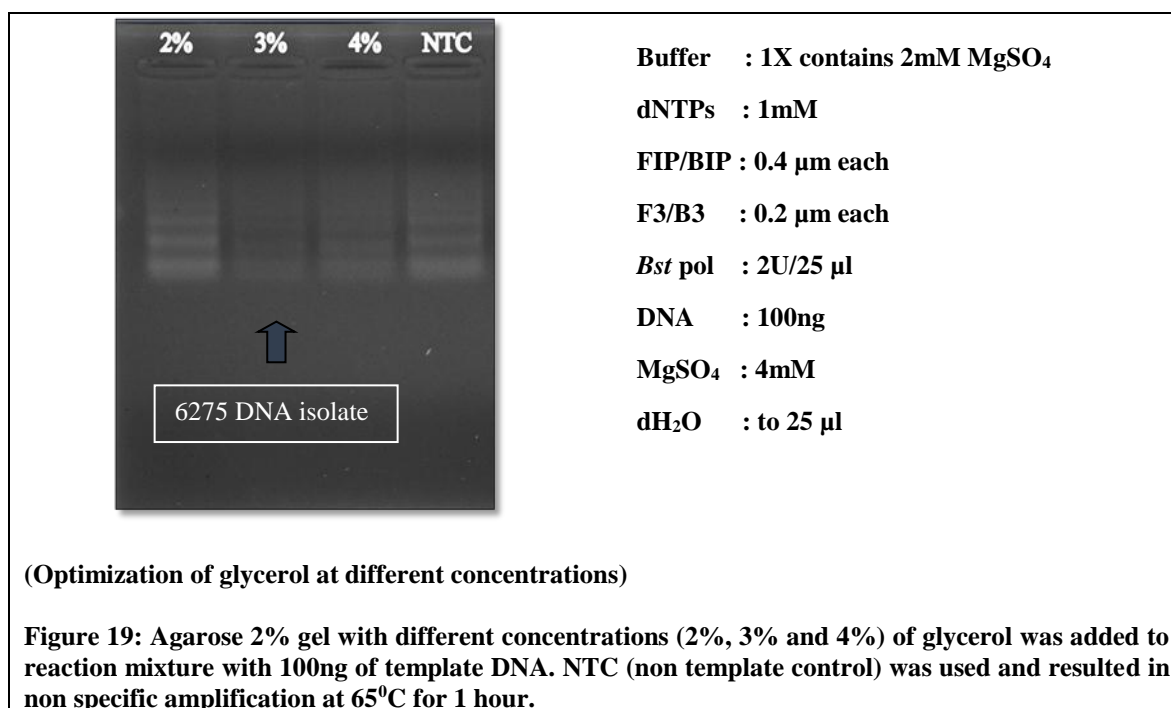 2% 3% 4% NTC
6275 DNA isolate
Buffer : 1X contains 2mM MgSO₄
dNTPs : 1mM
FIP/BIP : 0.4 µm each
F3/B3 : 0.2 µm each
Bst pol : 2U/25 µl
DNA : 100ng
MgSO₄ : 4mM
dH₂O : to 25 µl
(Optimization of glycerol at different concentrations)
Figure 19: Agarose 2% gel with different concentrations (2%, 3% and 4%) of glycerol was added to
reaction mixture with 100ng of template DNA. NTC (non template control) was used and resulted in
non specific amplification at 65⁰C for 1 hour.